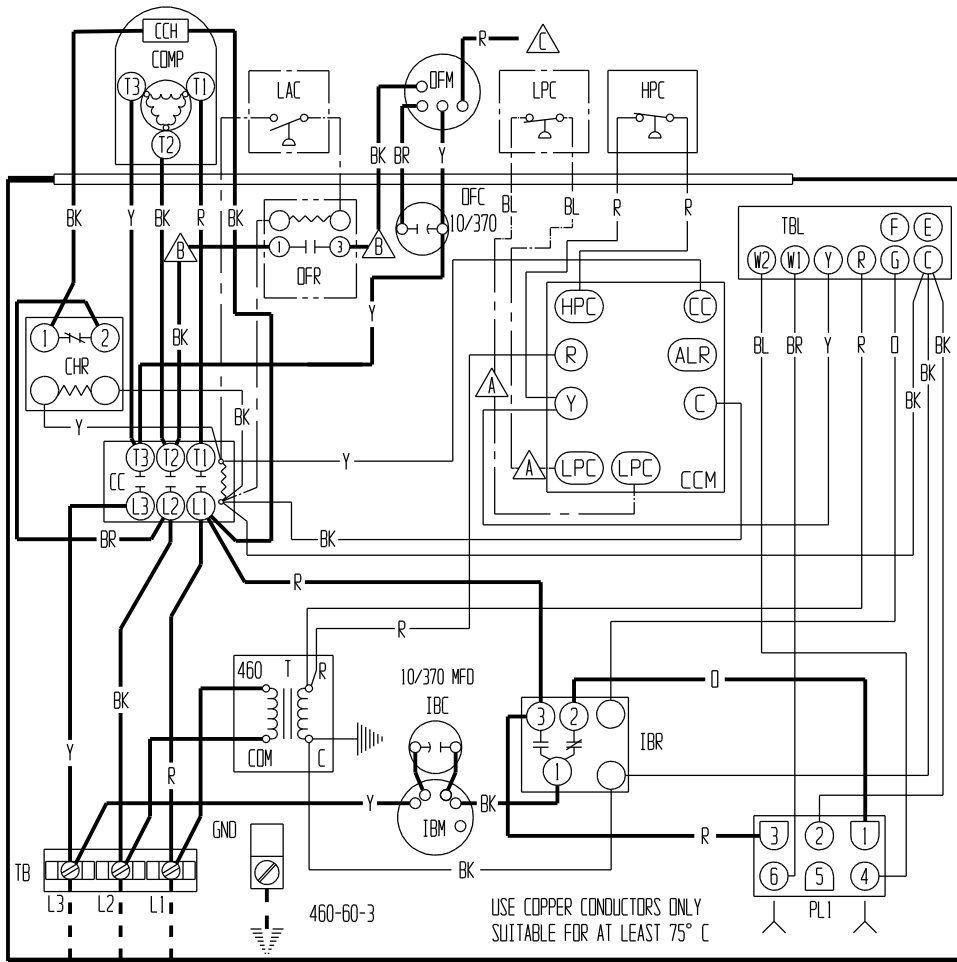 CCH
COMP
T3 T1
T2
LAC
OFM
R C
LPC
HPC
BK BR Y
BK Y BK R BK
B
1 3
B
OFR
OFC
10/370
BL BL R R
TBL
F E
W2 W1 Y R G C
HPC CC
R ALR
Y C
LPC LPC
CCM
A
A
BL BR Y R O BK BK BK
1 2
CHR
Y
BK
BK
Y
Y
T3 T2 T1
CC
L3 L2 L1
BR
BK
R
R
460 T R
COM C
10/370 MFD
IBC
IBM
3 2
1
IBR
O
BK
Y
R
Y
BK
BK
R
GND
TB
L3 L2 L1
460-60-3
3 2 1
6 5 4
PL1
USE COPPER CONDUCTORS ONLY
SUITABLE FOR AT LEAST 75° C